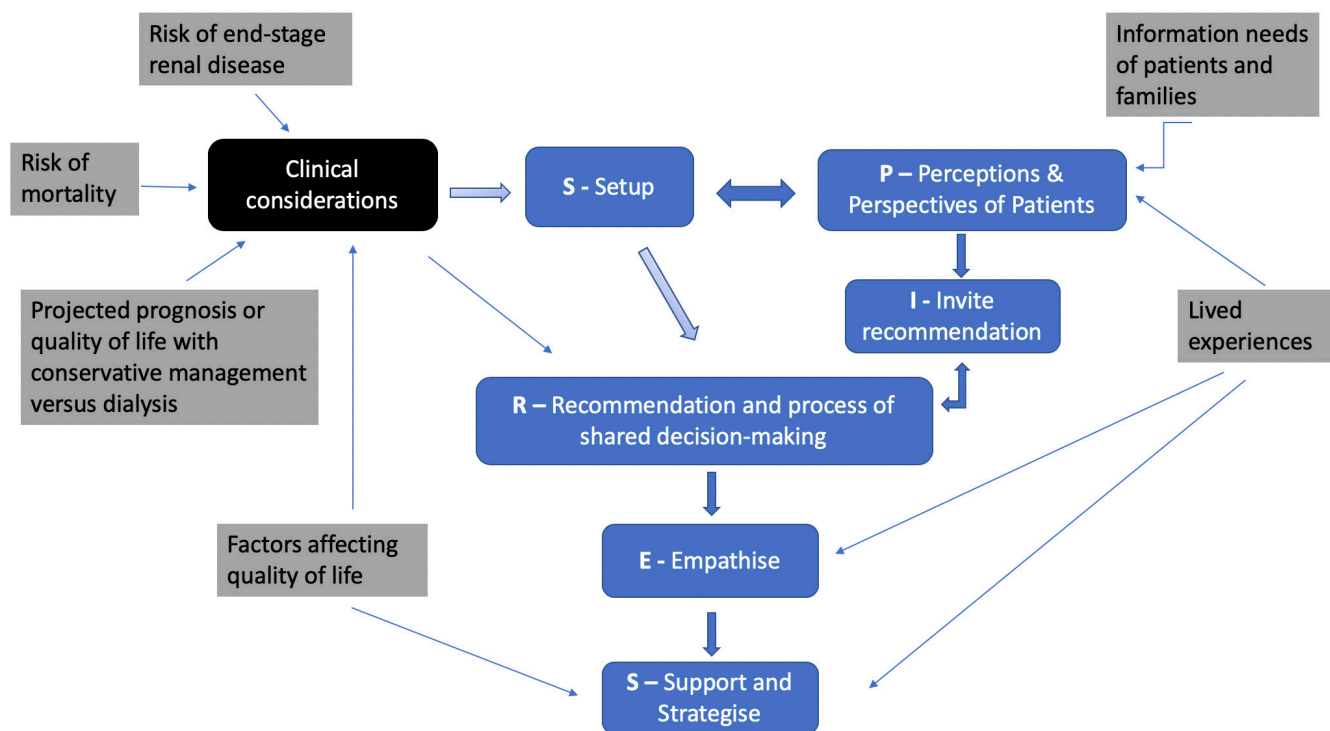 Risk of end-stage
renal disease
Information needs
of patients and
families
Risk of
mortality
Clinical
considerations
S - Setup
P – Perceptions &
Perspectives of Patients
Projected prognosis or
quality of life with
conservative management
versus dialysis
I - Invite
recommendation
Lived
experiences
R – Recommendation and process of
shared decision-making
Factors affecting
quality of life
E - Empathise
S – Support and
Strategise